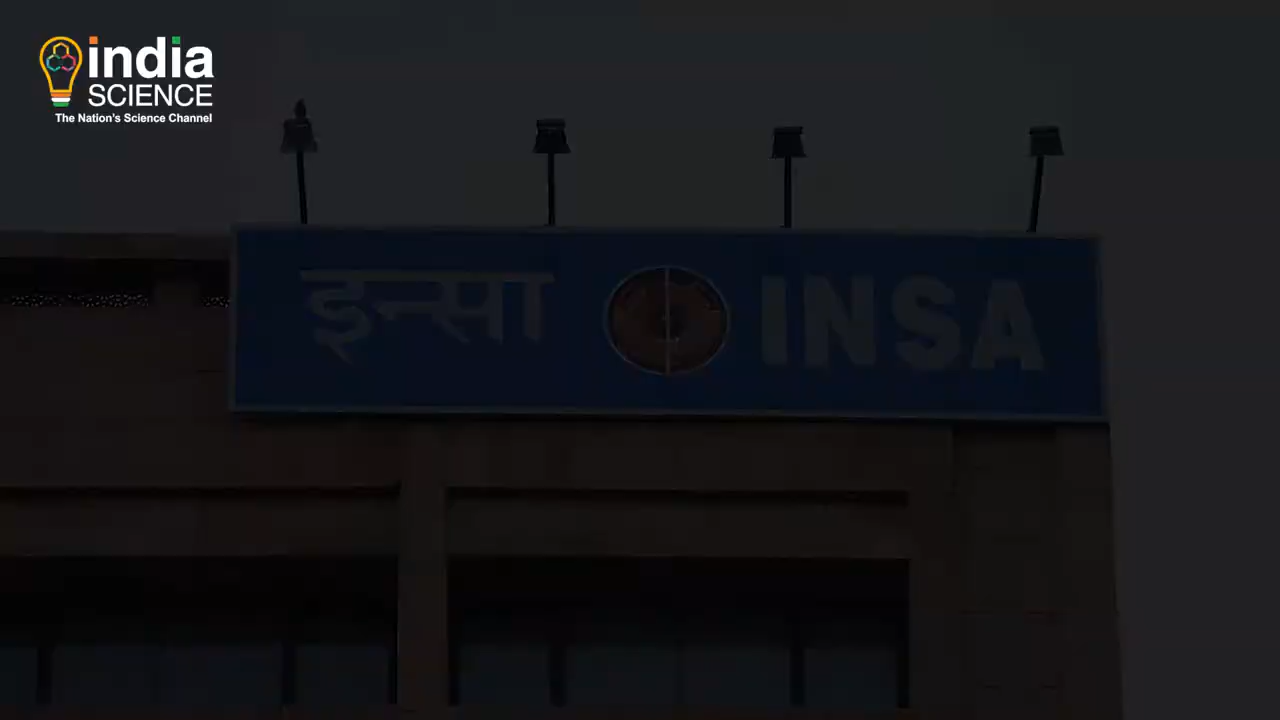 india
SCIENCE
The Nation's Science Channel
इन्सा INSA